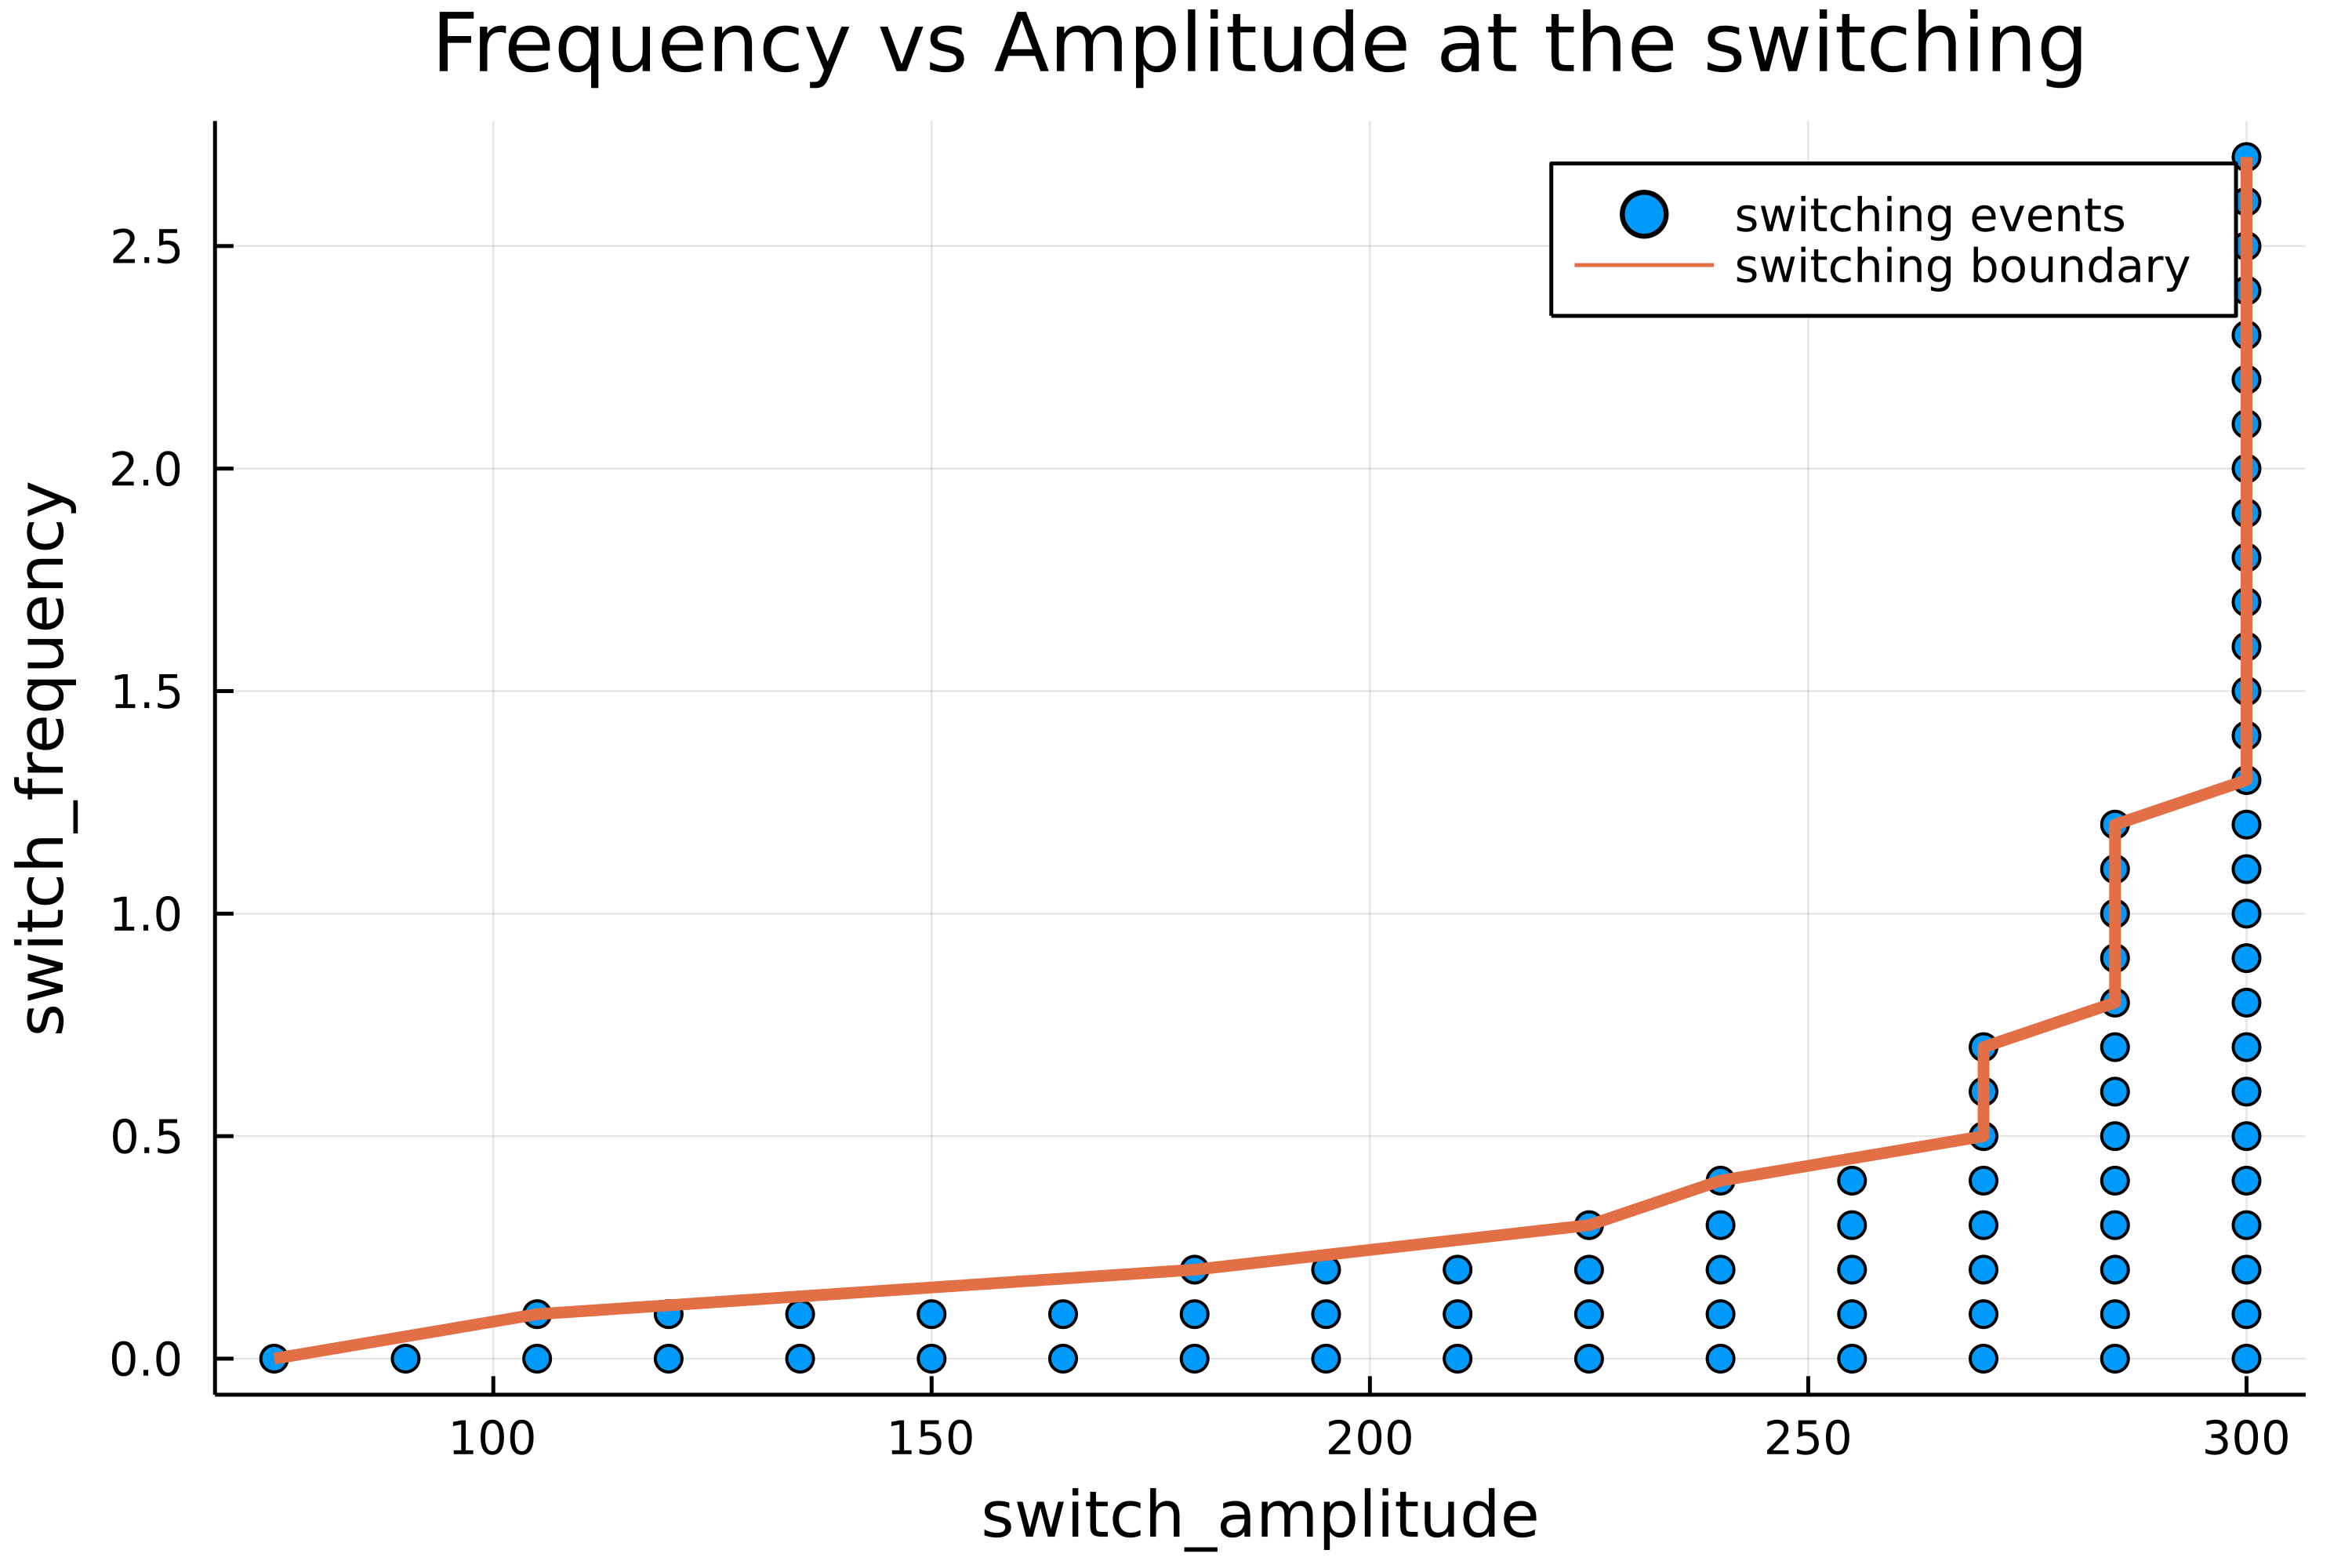 Frequency vs Amplitude at the switching
switching events
switching boundary
switch_frequency
2.5
2.0
1.5
1.0
0.5
0.0
100 150 200 250 300
switch_amplitude